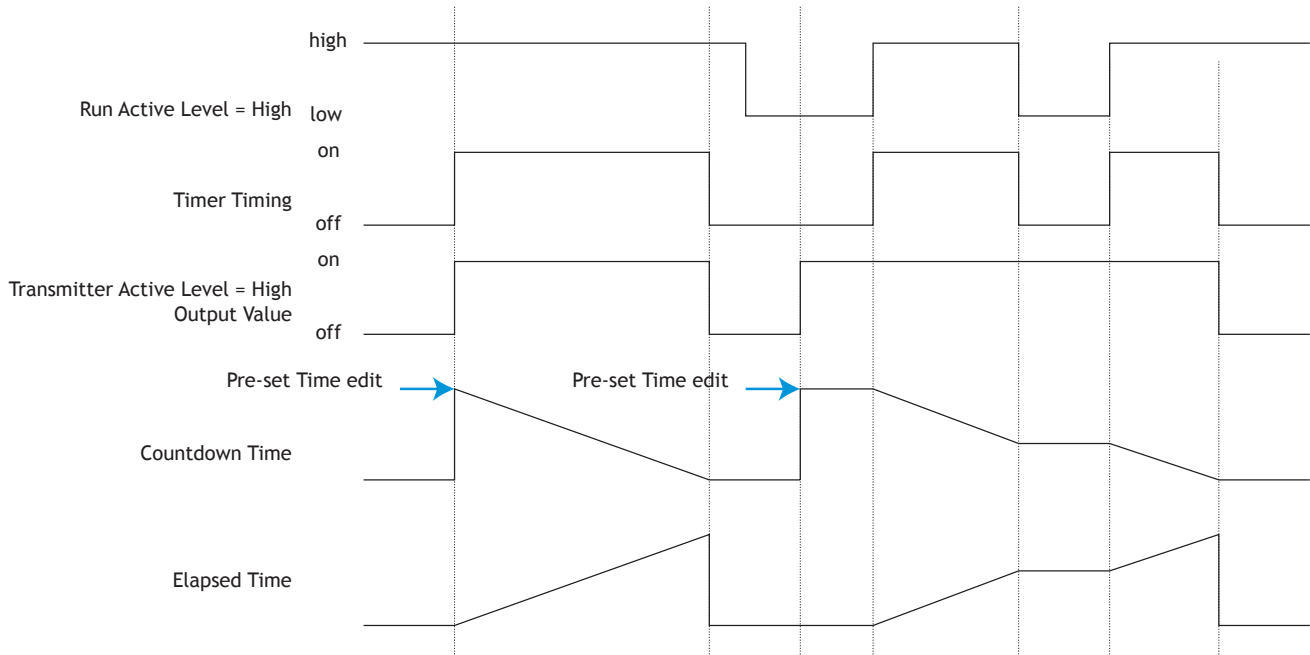 high
Run Active Level = High
low
on
Timer Timing
off
on
Transmitter Active Level = High
Output Value
off
Pre-set Time edit
Pre-set Time edit
Countdown Time
Elapsed Time